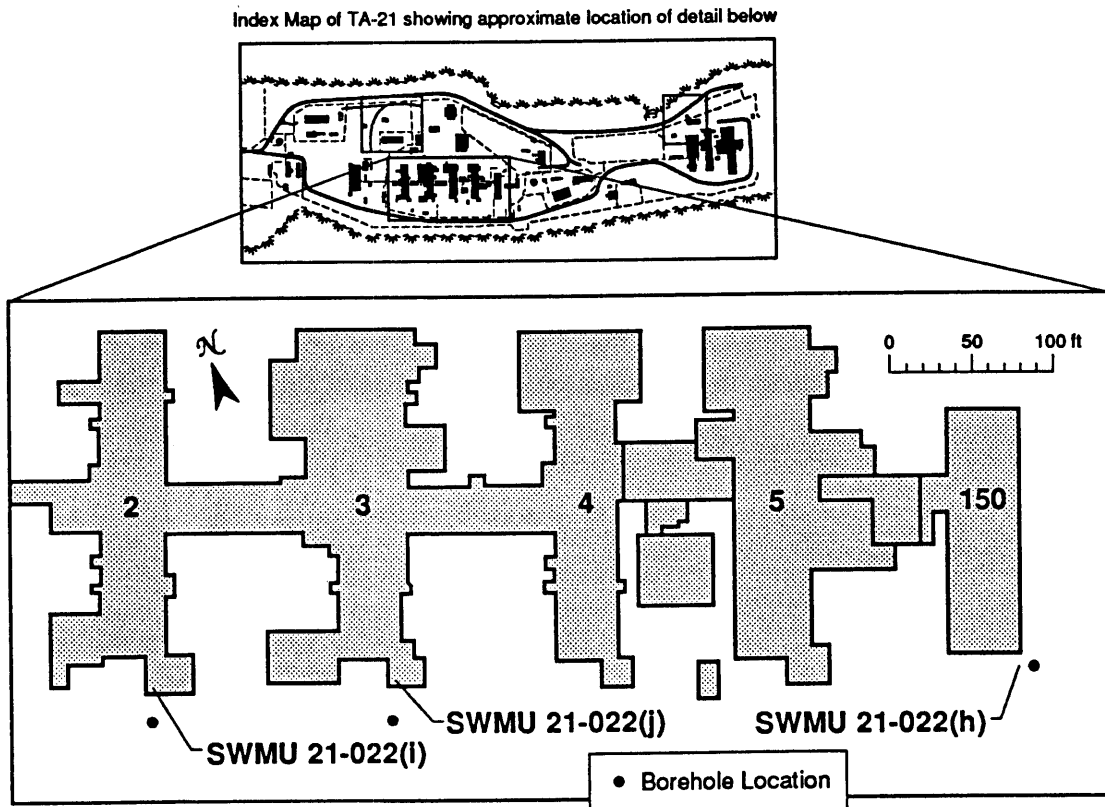 Index Map of TA-21 showing approximate location of detail below
N
0 50 100 ft
2 3 4 5 150
SWMU 21-022(j) SWMU 21-022(h)
SWMU 21-022(i)
Borehole Location